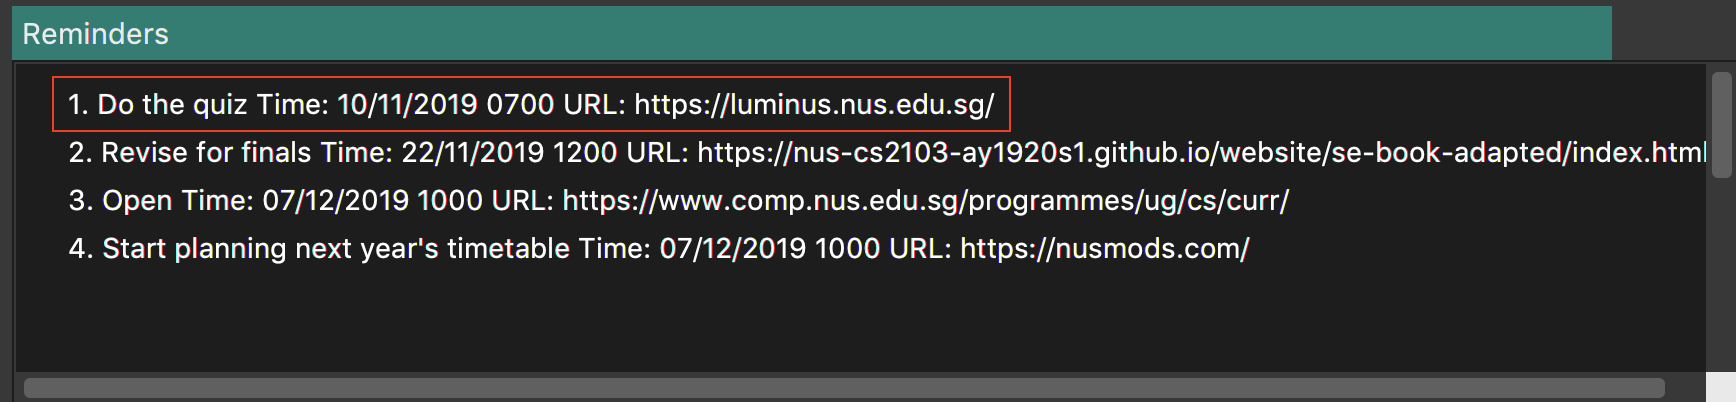 Reminders
1. Do the quiz Time: 10/11/2019 0700 URL: https://luminus.nus.edu.sg/
2. Revise for finals Time: 22/11/2019 1200 URL: https://nus-cs2103-ay1920s1.github.io/website/se-book-adapted/index.html
3. Open Time: 07/12/2019 1000 URL: https://www.comp.nus.edu.sg/programmes/ug/cs/curr/
4. Start planning next year's timetable Time: 07/12/2019 1000 URL: https://nusmods.com/